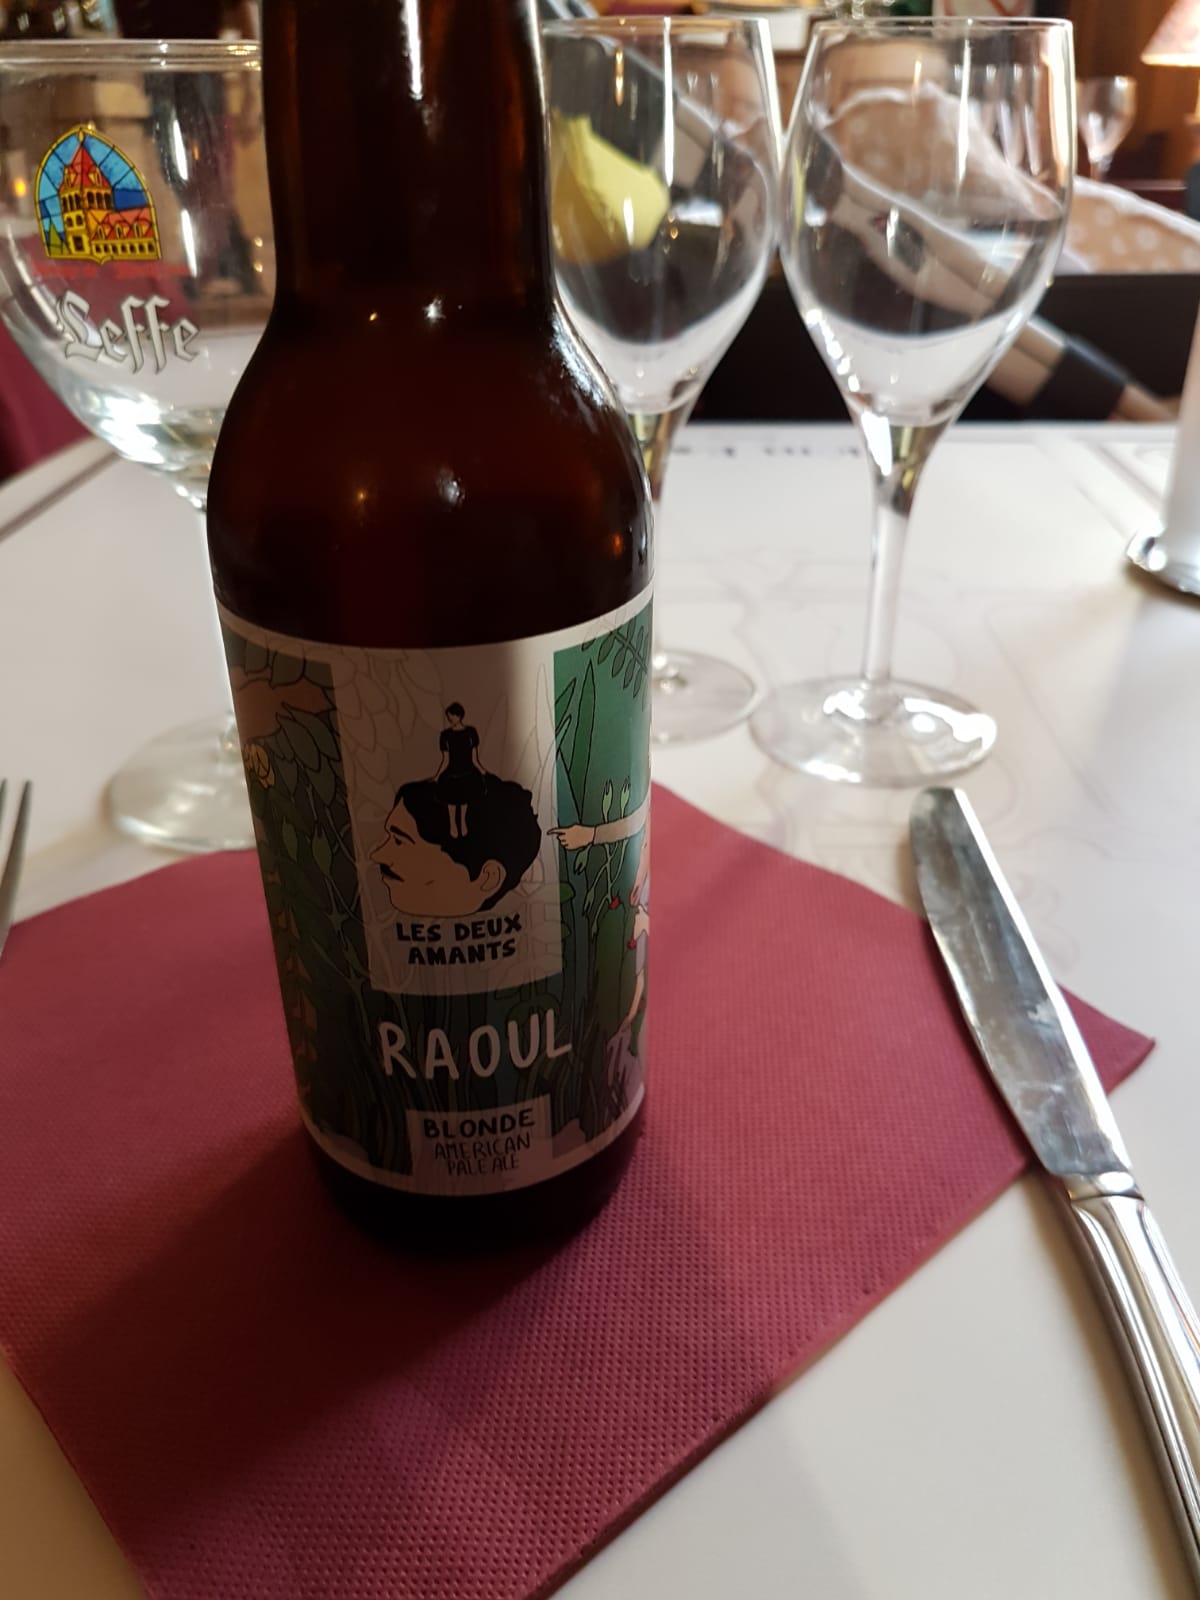 Leffe
LES DEUX
AMANTS
RAOUL
BLONDE
AMERICAN
PALE ALE